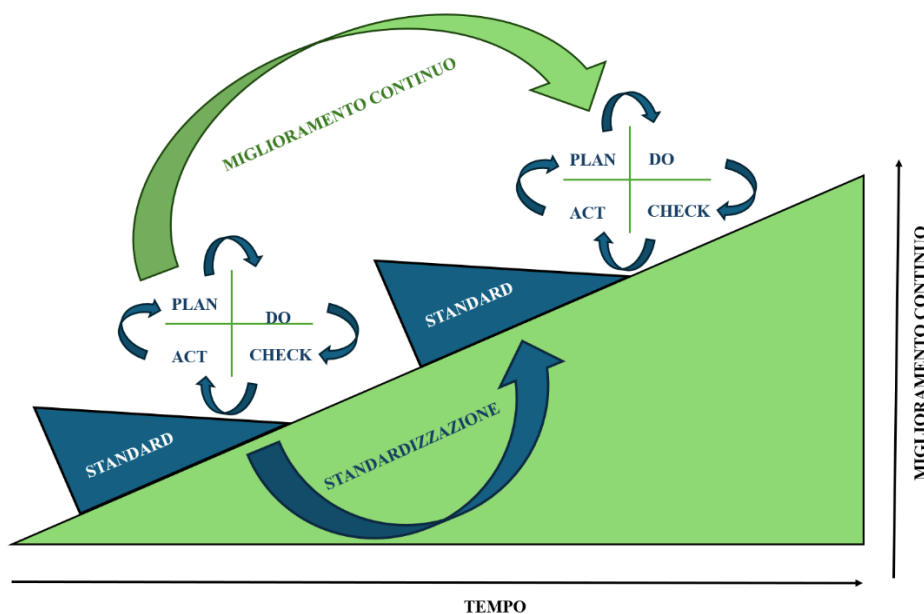 MIGLIORAMENTO CONTINUO
PLAN DO
ACT CHECK
PLAN
DO
ACT CHECK
STANDARD
STANDARD
STANDARDIZZAZIONE
MIGLIORAMENTO CONTINUO
TEMPO